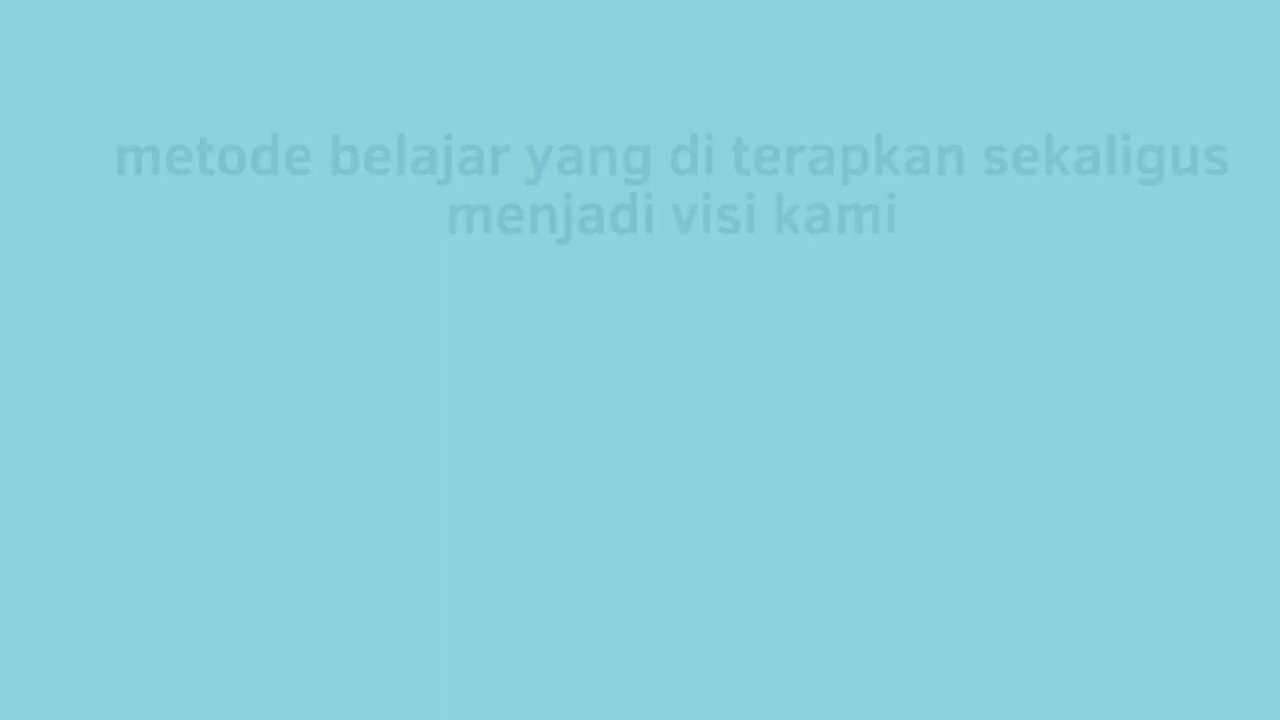 metode belajar yang di terapkan sekaligus
menjadi visi kami